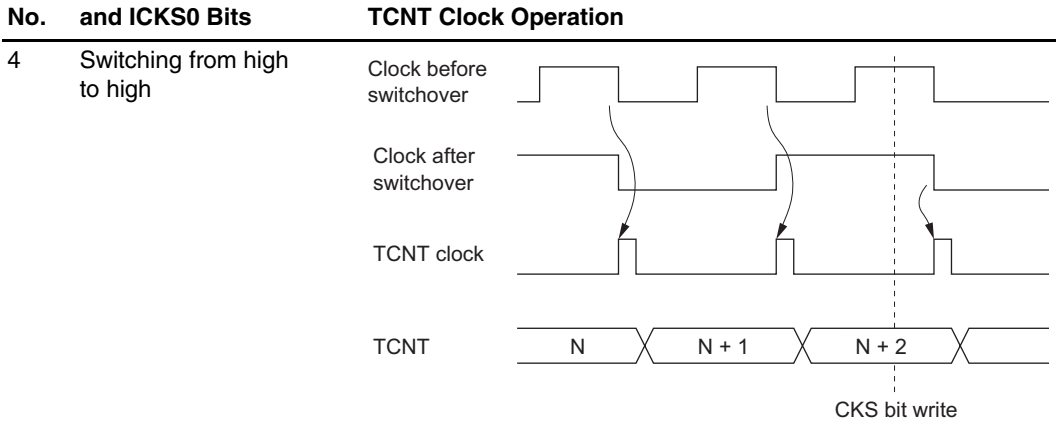 No. and ICKS0 Bits TCNT Clock Operation
4 Switching from high
to high
Clock before
switchover
Clock after
switchover
TCNT clock
TCNT N N + 1 N + 2
CKS bit write